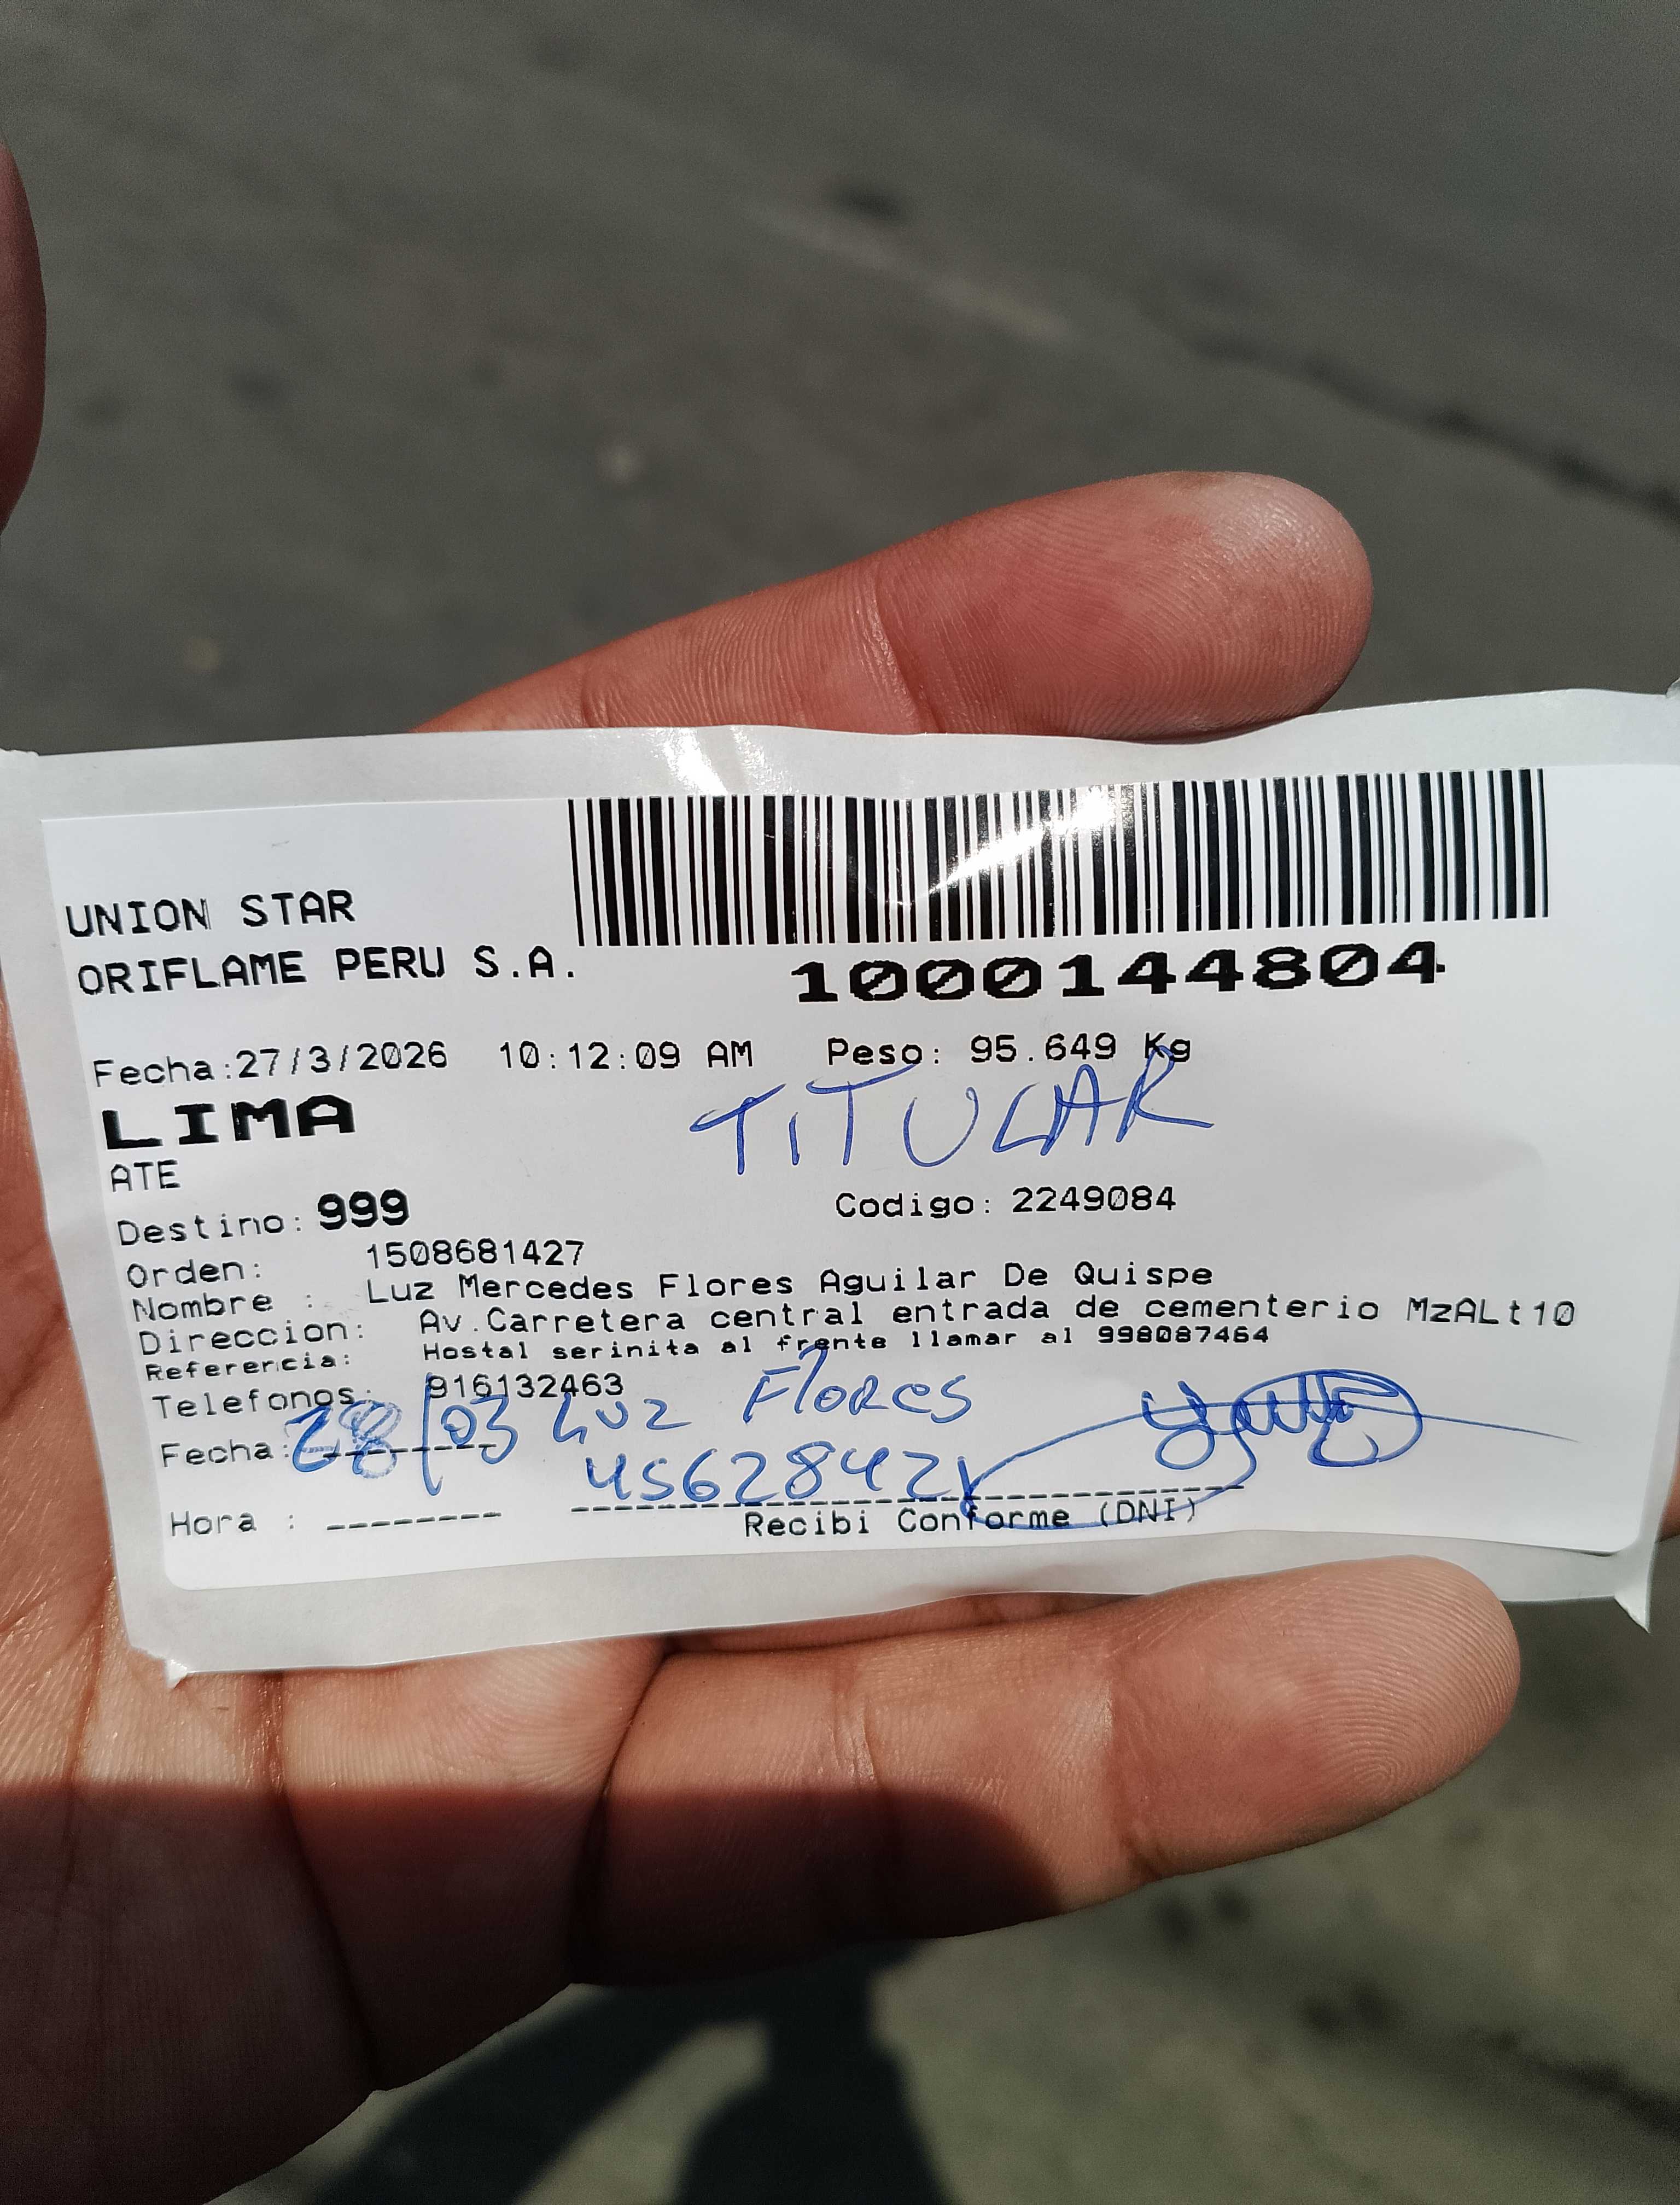 UNION STAR
ORIFLAME PERU S.A.
1000144804
Fecha:27/3/2026 10:12:09 AM Peso: 95.649 Kg
LIMA
TITULAR
ATE
Destino: 999 Codigo: 2249084
Orden: 1508681427
Nombre : Luz Mercedes Flores Aguilar De Quispe
Direccion: Av.Carretera central entrada de cementerio MzALt10
Referencia: Hostal serinita al frente llamar al 998087464
Telefonos: 916132463
Fecha: 28/03 Luz Flores
45628421
Hora : --------
Recibi Conforme (DNI)